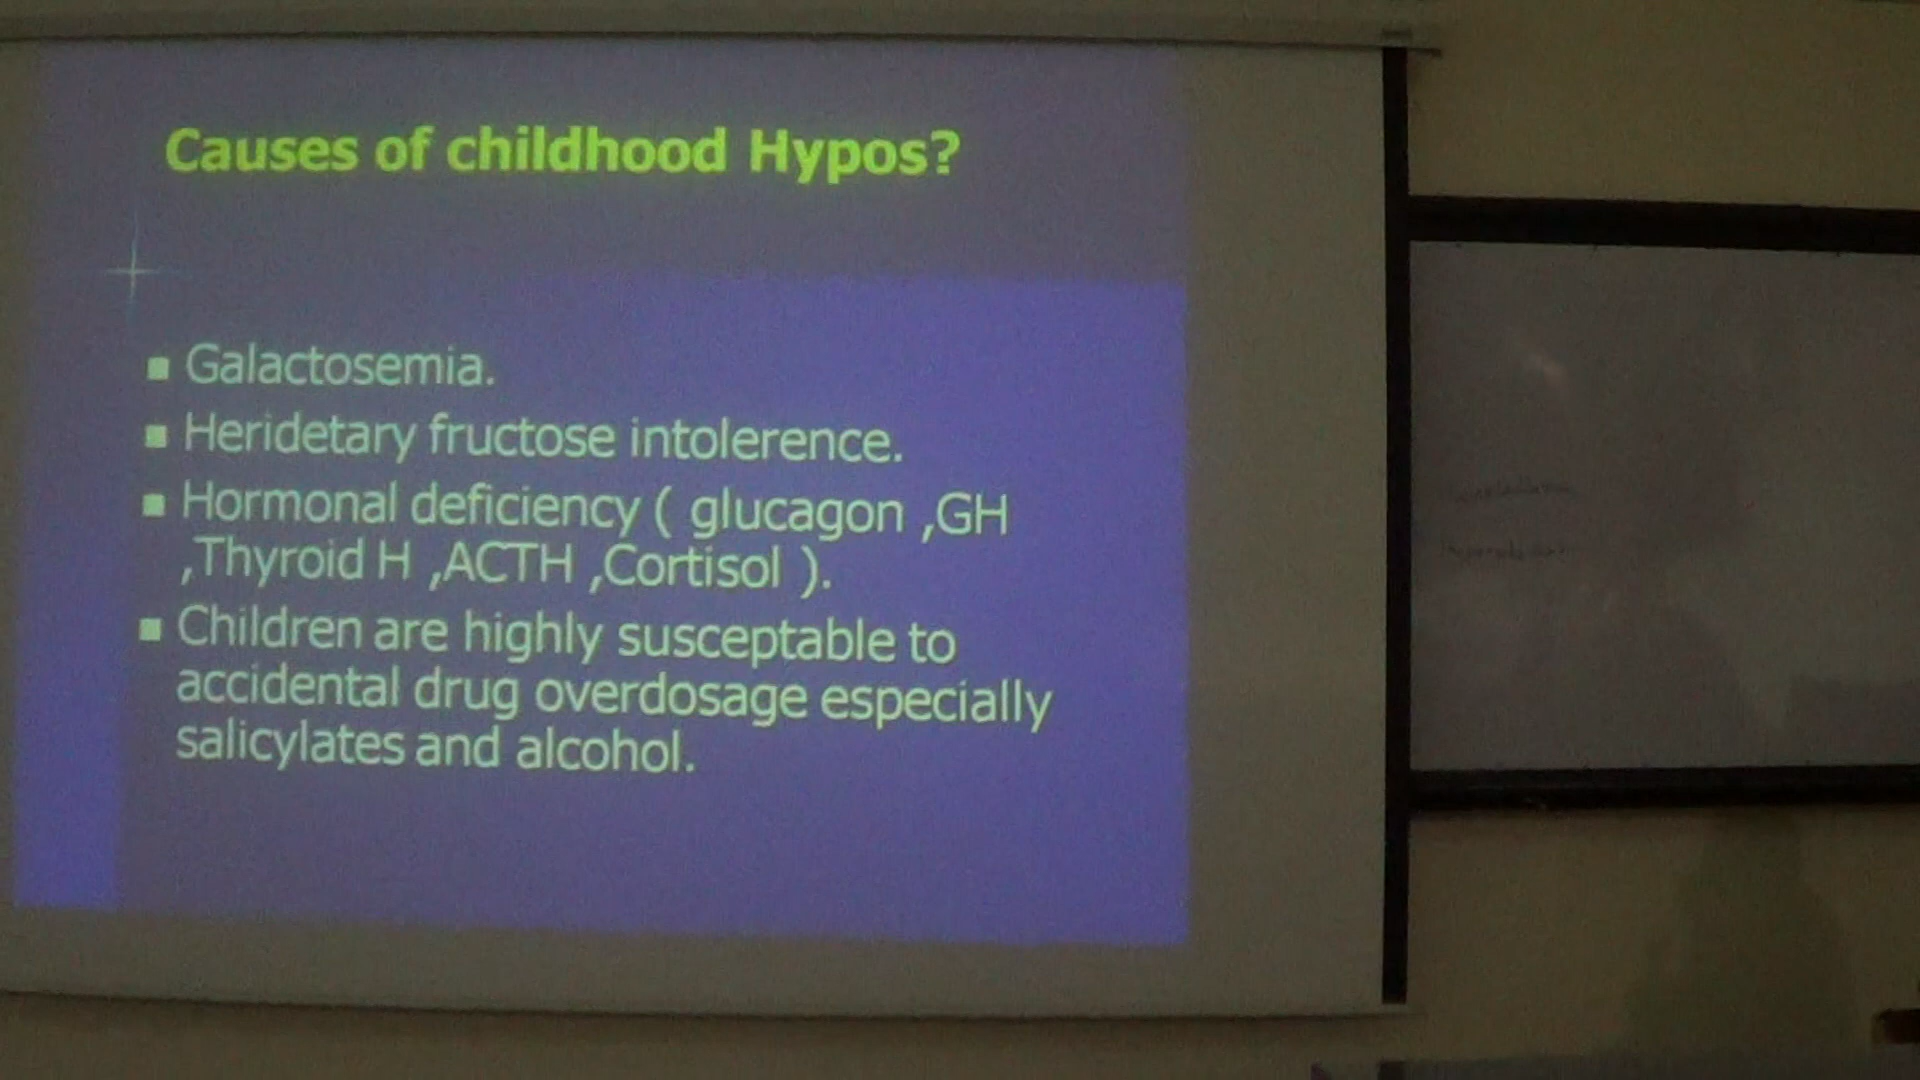 Causes of childhood Hypos?
■ Galactosemia.
■ Heridetary fructose intolerence.
■ Hormonal deficiency ( glucagon ,GH
,Thyroid H ,ACTH ,Cortisol ).
■ Children are highly susceptable to
accidental drug overdosage especially
salicylates and alcohol.